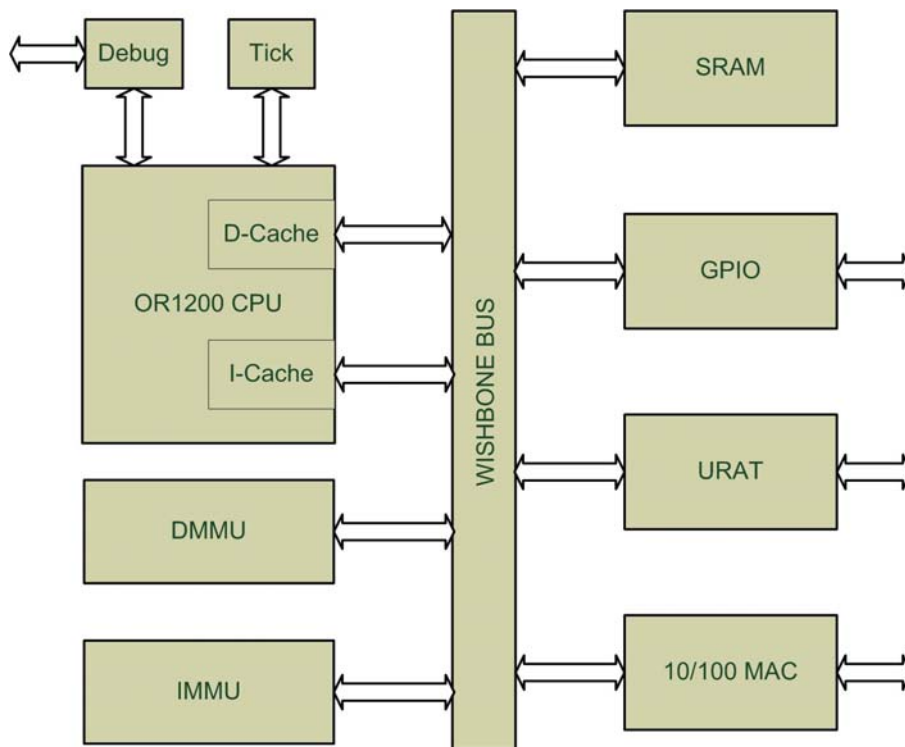 Debug
Tick
SRAM
D-Cache
GPIO
OR1200 CPU
I-Cache
WISHBONE BUS
URAT
DMMU
10/100 MAC
IMMU